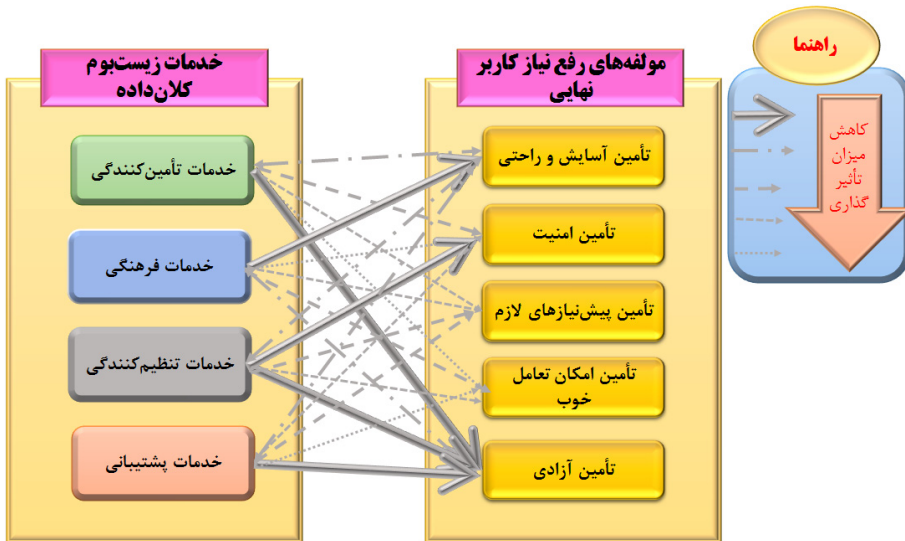 راهنما
کاهش
میزان
تأثیر
گذاری
مولفه‌های رفع نیاز کاربر
نهایی
تأمین آسایش و راحتی
تأمین امنیت
تأمین پیش‌نیازهای لازم
تأمین امکان تعامل
خوب
تأمین آزادی
خدمات زیست‌بوم
کلان‌داده
خدمات تأمین‌کنندگی
خدمات فرهنگی
خدمات تنظیم‌کنندگی
خدمات پشتیبانی